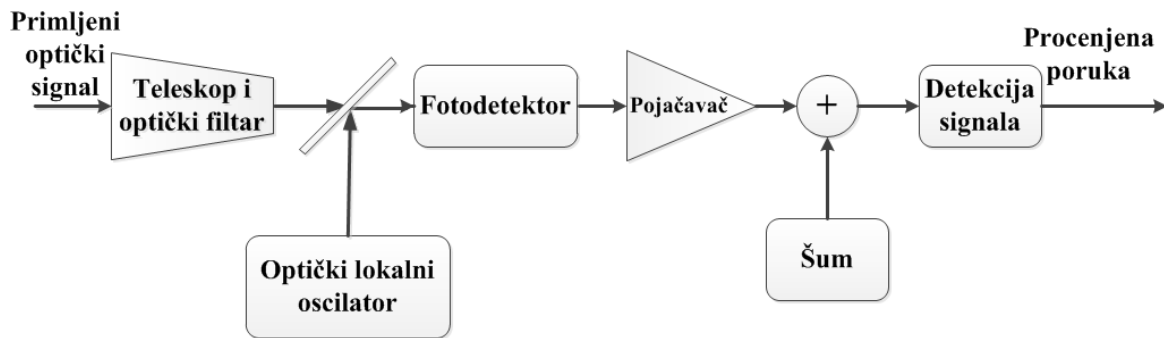 Primljeni
optički
signal
Teleskop i
optički filtar
Fotodetektor
Pojačavač
+
Detekcija
signala
Procenjena
poruka
Optički lokalni
oscilator
Šum